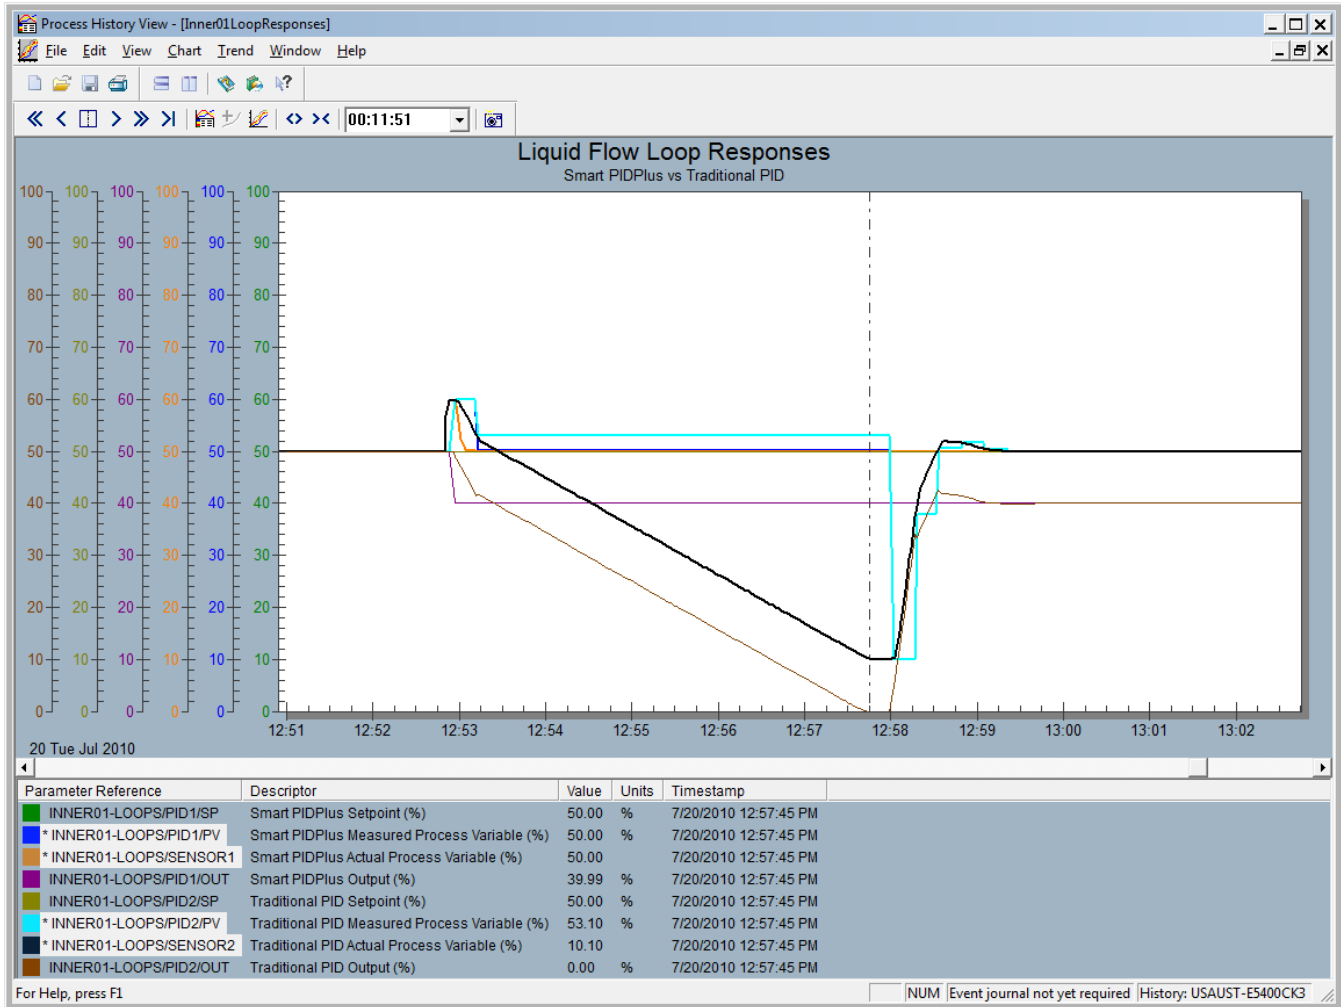 Process History View - [Inner01LoopResponses]
File Edit View Chart Trend Window Help
00:11:51
Liquid Flow Loop Responses
Smart PIDPlus vs Traditional PID
100 100 100 100 100 100
90 90 90 90 90 90
80 80 80 80 80 80
70 70 70 70 70 70
60 60 60 60 60 60
50 50 50 50 50 50
40 40 40 40 40 40
30 30 30 30 30 30
20 20 20 20 20 20
10 10 10 10 10 10
0 0 0 0 0 0
12:51 12:52 12:53 12:54 12:55 12:56 12:57 12:58 12:59 13:00 13:01 13:02
20 Tue Jul 2010
Parameter Reference Descriptor Value Units Timestamp
INNER01-LOOPS/PID1/SP Smart PIDPlus Setpoint (%) 50.00 % 7/20/2010 12:57:45 PM
* INNER01-LOOPS/PID1/PV Smart PIDPlus Measured Process Variable (%) 50.00 % 7/20/2010 12:57:45 PM
* INNER01-LOOPS/SENSOR1 Smart PIDPlus Actual Process Variable (%) 50.00 7/20/2010 12:57:45 PM
INNER01-LOOPS/PID1/OUT Smart PIDPlus Output (%) 39.99 % 7/20/2010 12:57:45 PM
INNER01-LOOPS/PID2/SP Traditional PID Setpoint (%) 50.00 % 7/20/2010 12:57:45 PM
* INNER01-LOOPS/PID2/PV Traditional PID Measured Process Variable (%) 53.10 % 7/20/2010 12:57:45 PM
* INNER01-LOOPS/SENSOR2 Traditional PID Actual Process Variable (%) 10.10 7/20/2010 12:57:45 PM
INNER01-LOOPS/PID2/OUT Traditional PID Output (%) 0.00 % 7/20/2010 12:57:45 PM
For Help, press F1 NUM Event journal not yet required History: USAUST-E5400CK3